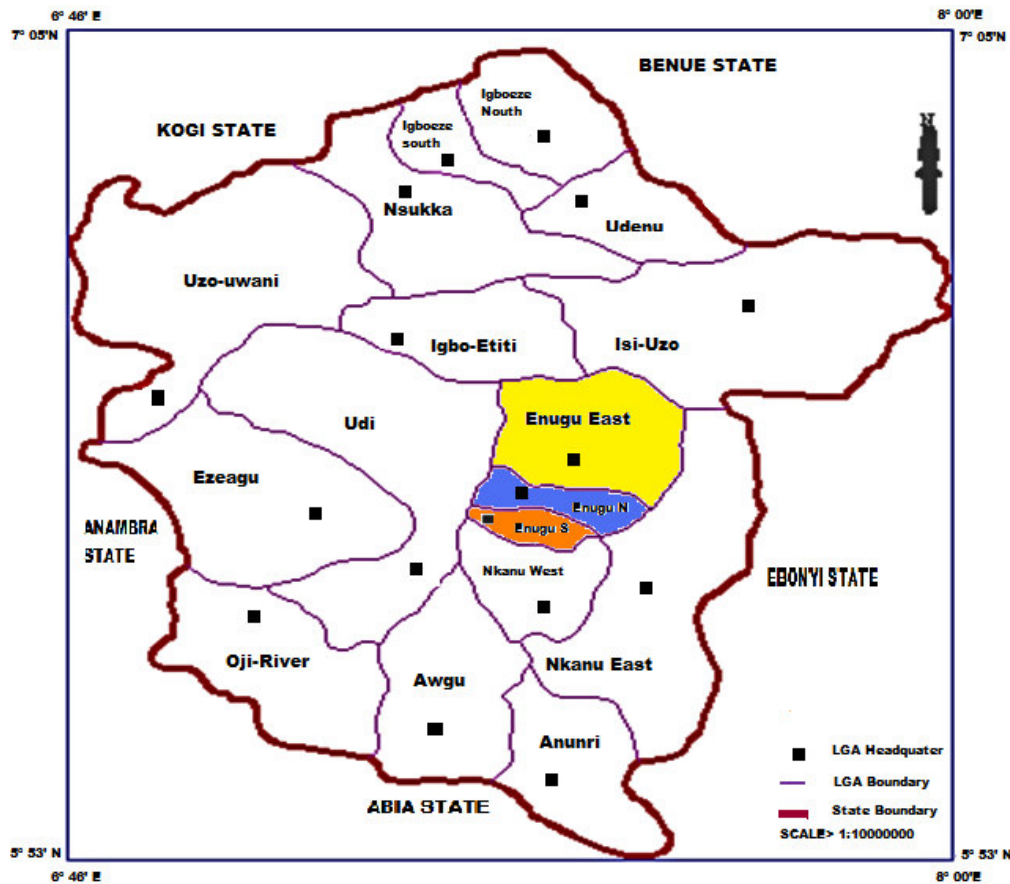 6° 46' E
8° 00'E
7° 05'N
7° 05'N
BENUE STATE
Igboeze
Nouth
KOGI STATE
Igboeze
south
N
Nsukka
Udenu
Uzo-uwani
Igbo-Etiti
Isi-Uzo
Enugu East
Udi
Ezeagu
Enugu N
ANAMBRA
STATE
Enugu S
Nkanu West
EBONYI STATE
Oji-River
Nkanu East
Awgu
Anunri
LGA Headquater
LGA Boundary
ABIA STATE
State Boundary
SCALE> 1:10000000
5° 53' N
5° 53' N
6° 46' E
8° 00'E